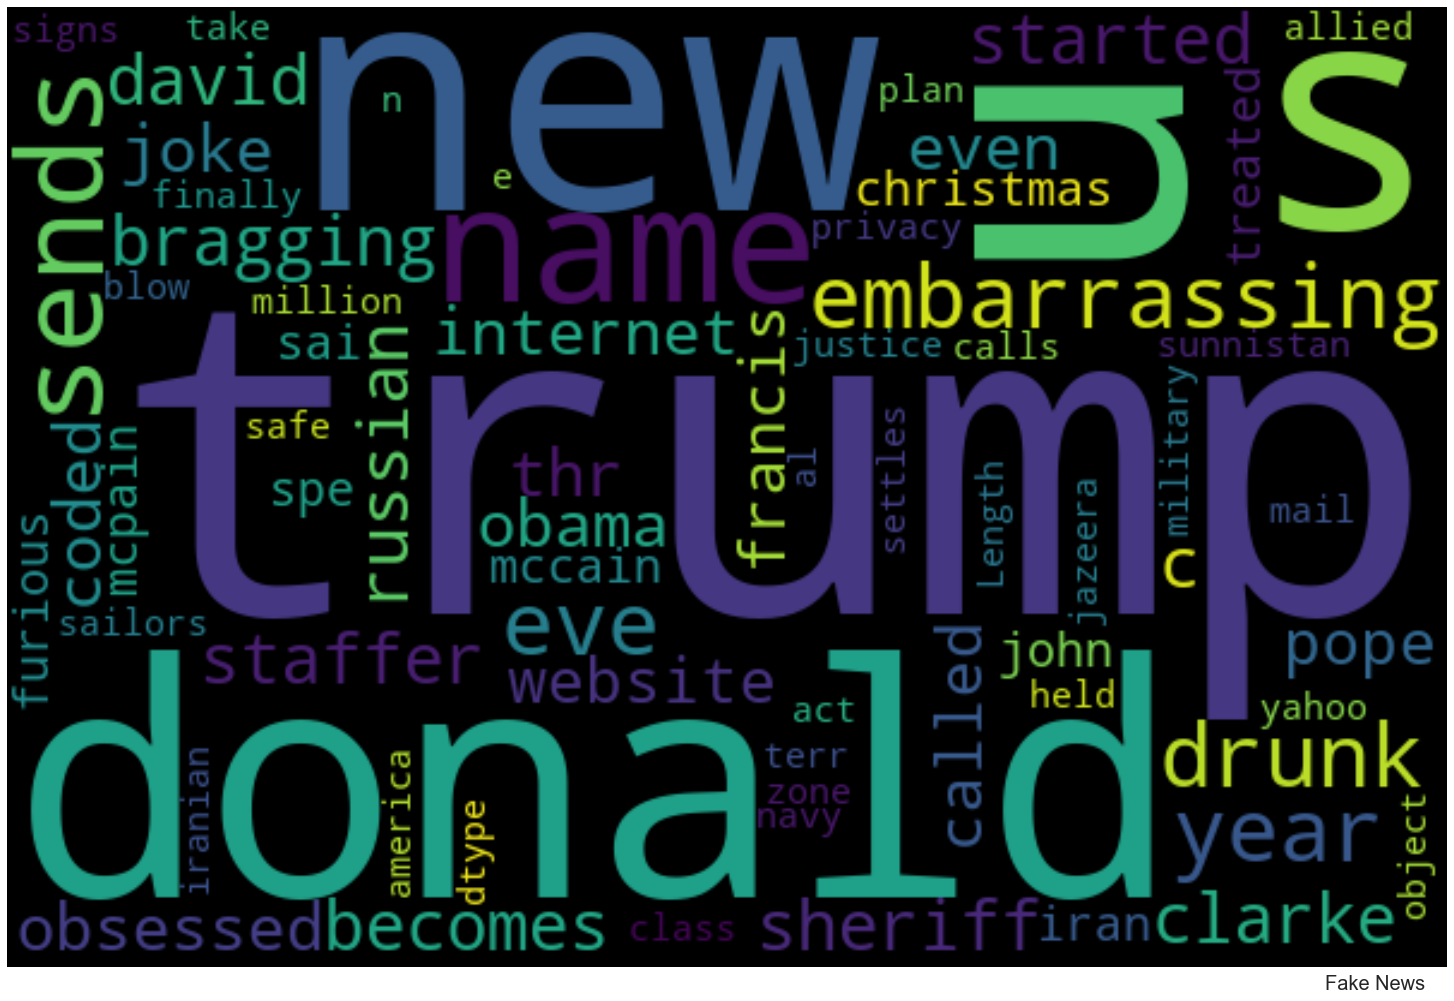 signs
take
new
started
allied
s
sends
david
n
plan
u
treated
joke
even
finally
e
christmas
bragging
name
privacy
blow
million
embarrassing
sai
internet
francis
justice
calls
sunnistan
russian
trump
safe
coded
mcpain
spe
thr
al
settles
Length
jazeera
military
mail
obama
mccain
c
furious
sailors
eve
staffer
website
called
john
pope
held
donald
act
yahoo
terr
drunk
iranian
america
dtype
zone
navy
year
object
obsessed
becomes
class
sheriff
iran
clarke
Fake News